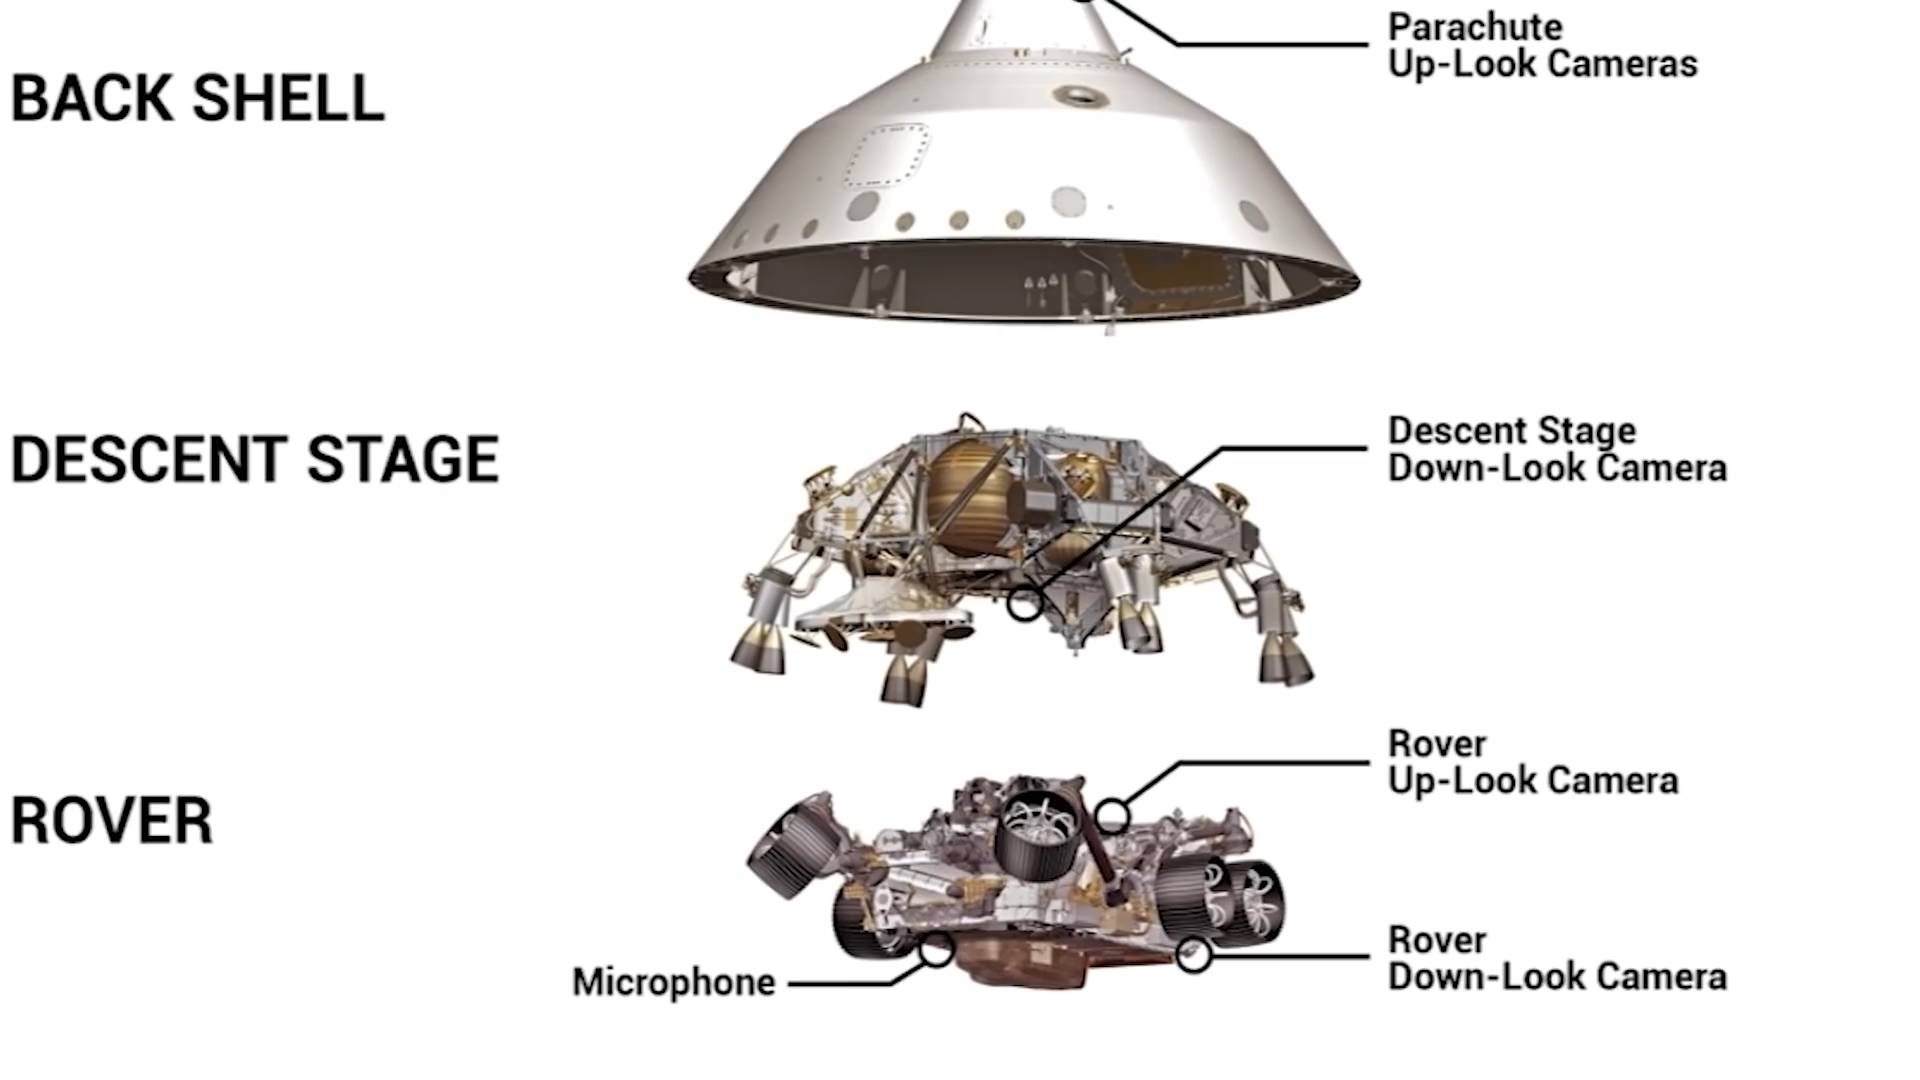 BACK SHELL
Parachute
Up-Look Cameras
DESCENT STAGE
Descent Stage
Down-Look Camera
ROVER
Rover
Up-Look Camera
Microphone
Rover
Down-Look Camera